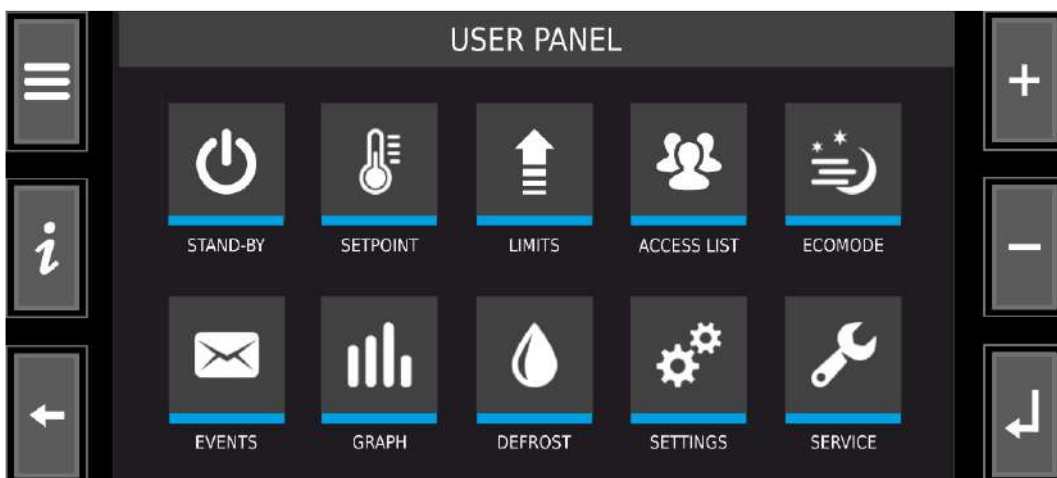 USER PANEL
STAND-BY SETPOINT LIMITS ACCESS LIST ECOMODE
EVENTS GRAPH DEFROST SETTINGS SERVICE